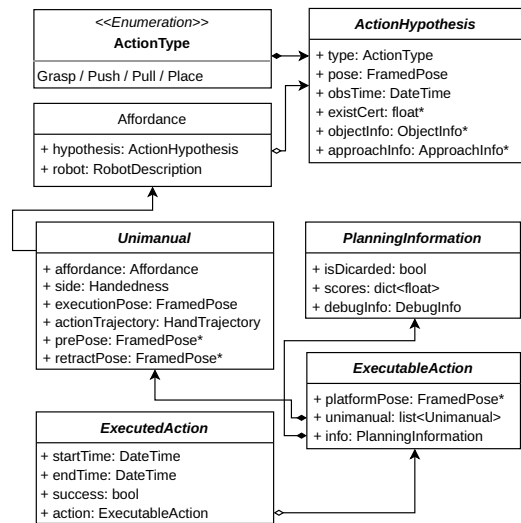 <<Enumeration>>
ActionType
Grasp / Push / Pull / Place
ActionHypothesis
+ type: ActionType
+ pose: FramedPose
+ obsTime: DateTime
+ existCert: float*
+ objectInfo: ObjectInfo*
+ approachInfo: ApproachInfo*
Affordance
+ hypothesis: ActionHypothesis
+ robot: RobotDescription
Unimanual
+ affordance: Affordance
+ side: Handedness
+ executionPose: FramedPose
+ actionTrajectory: HandTrajectory
+ prePose: FramedPose*
+ retractPose: FramedPose*
PlanningInformation
+ isDicarded: bool
+ scores: dict<float>
+ debugInfo: DebugInfo
ExecutableAction
+ platformPose: FramedPose*
+ unimanual: list<Unimanual>
+ info: PlanningInformation
ExecutedAction
+ startTime: DateTime
+ endTime: DateTime
+ success: bool
+ action: ExecutableAction